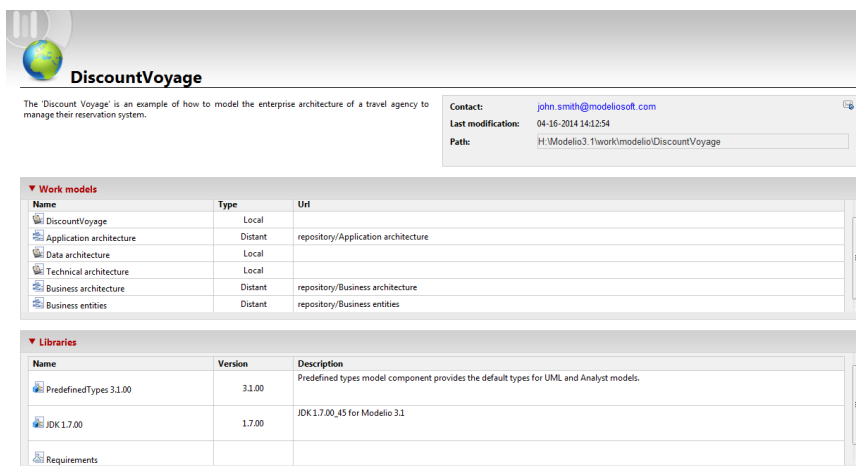 DiscountVoyage
The 'Discount Voyage' is an example of how to model the enterprise architecture of a travel agency to
manage their reservation system.
Contact: john.smith@modeliosoft.com
Last modification: 04-16-2014 14:12:54
Path: H:\Modelio3.1\work\modelio\DiscountVoyage
Work models
Name Type Url
DiscountVoyage Local
Application architecture Distant repository/Application architecture
Data architecture Local
Technical architecture Local
Business architecture Distant repository/Business architecture
Business entities Distant repository/Business entities
Libraries
Name Version Description
Predefined types model component provides the default types for UML and Analyst models.
PredefinedTypes 3.1.00 3.1.00
JDK 1.7.00_45 for Modelio 3.1
JDK 1.7.00 1.7.00
Requirements